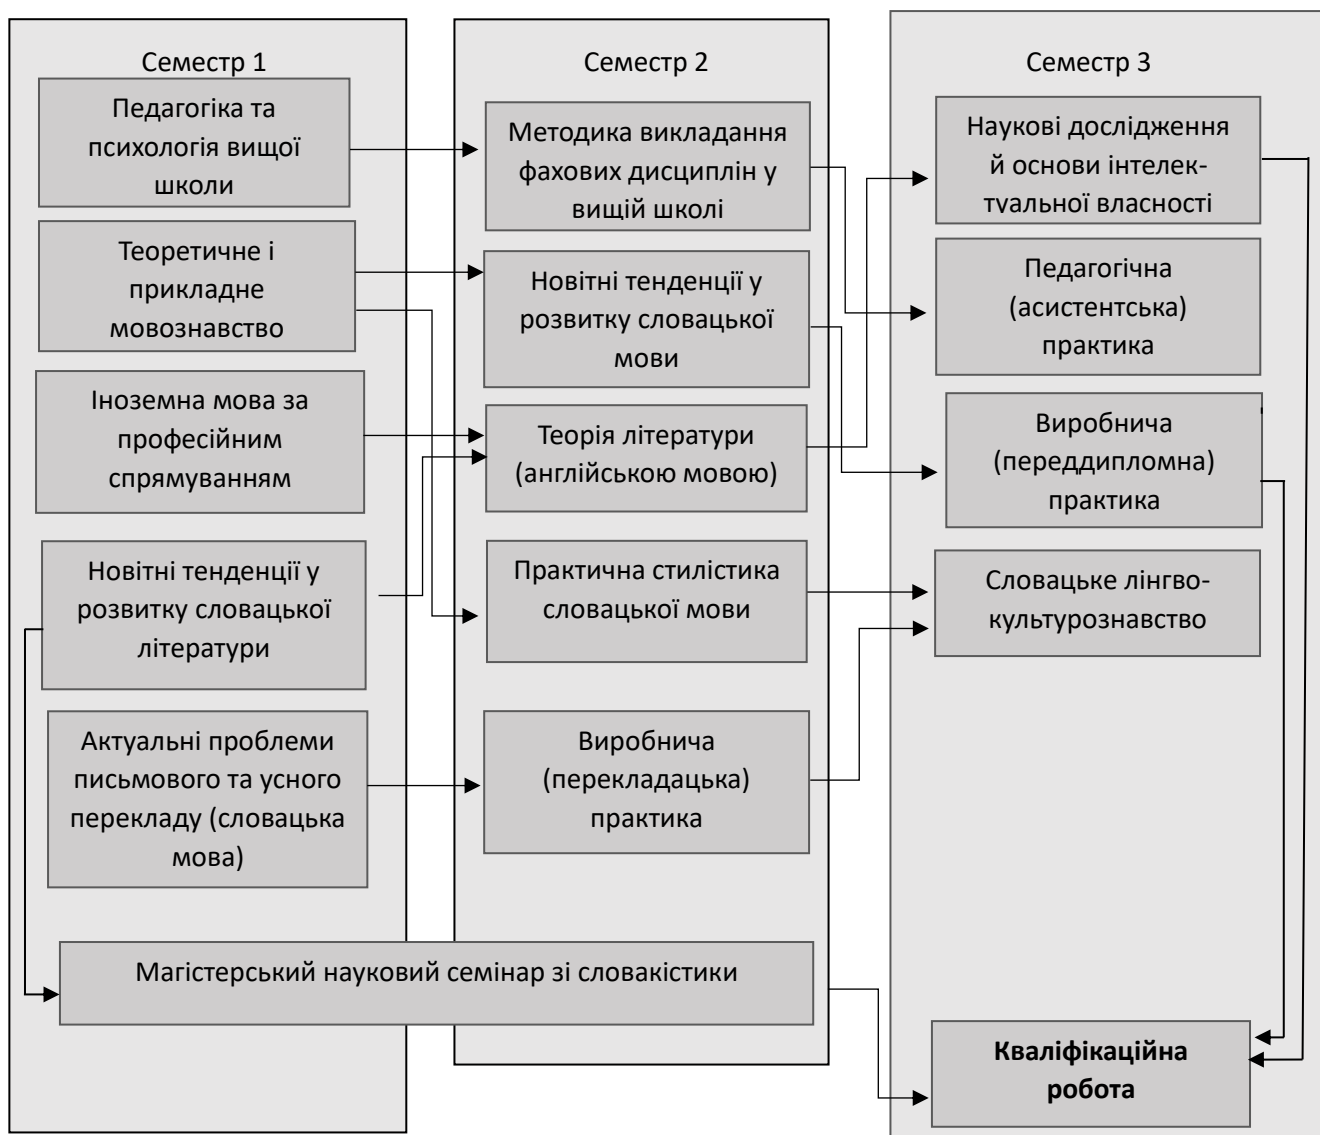 Семестр 1
Педагогіка та
психологія вищої
школи
Теоретичне і
прикладне
мовознавство
Іноземна мова за
професійним
спрямуванням
Новітні тенденції у
розвитку словацької
літератури
Актуальні проблеми
письмового та усного
перекладу (словацька
мова)
Магістерський науковий семінар зі словакістики
Семестр 2
Методика викладання
фахових дисциплін у
вищій школі
Новітні тенденції у
розвитку словацької
мови
Теорія літератури
(англійською мовою)
Практична стилістика
словацької мови
Виробнича
(перекладацька)
практика
Семестр 3
Наукові дослідження
й основи інтелек-
туальної власності
Педагогічна
(асистентська)
практика
Виробнича
(переддипломна)
практика
Словацьке лінгво-
культурознавство
Кваліфікаційна
робота